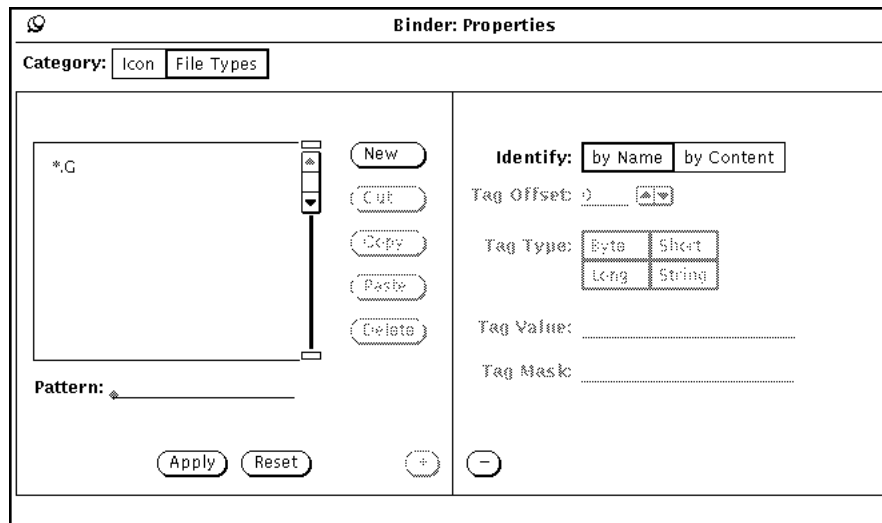 Binder: Properties
Category: Icon File Types
*.G
New
Cut
Copy
Paste
Delete
Pattern:
Apply Reset +
Identify: by Name by Content
Tag Offset: 0
Tag Type: Byte Short
Long String
Tag Value:
Tag Mask:
−